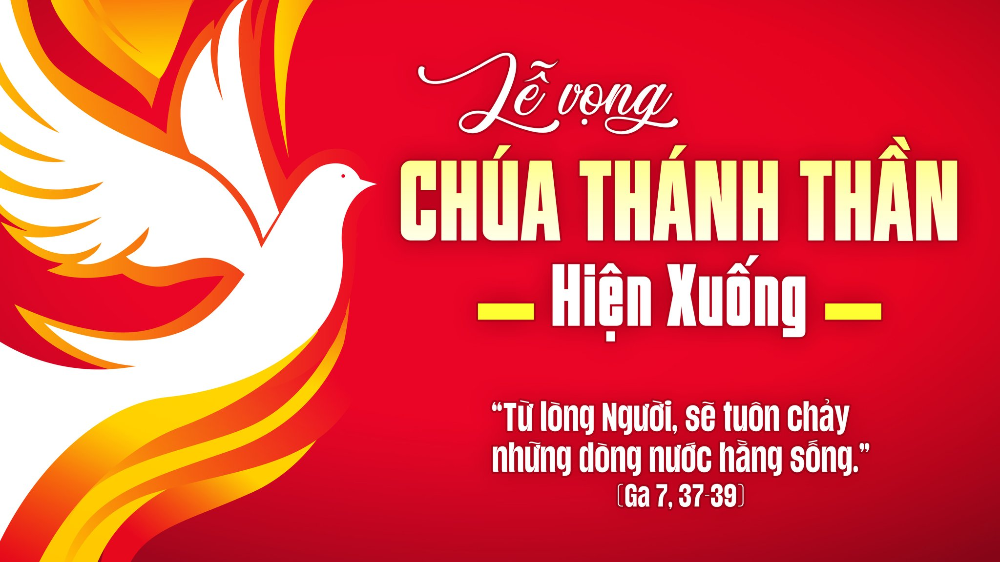 Lễ vọng
CHÚA THÁNH THẦN
Hiện Xuống
“Từ lòng Người, sẽ tuôn chảy
những dòng nước hằng sống.”
(Ga 7, 37-39)